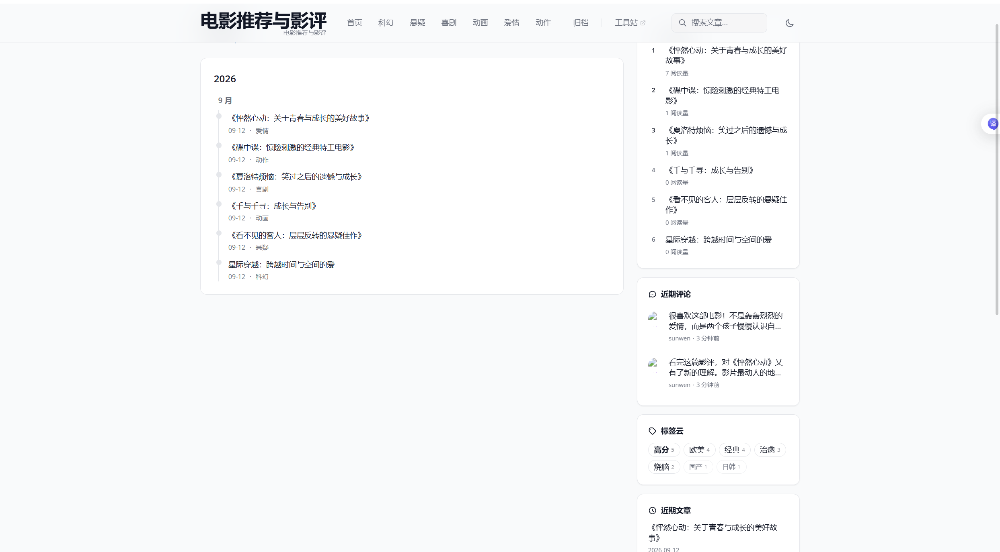 电影推荐与影评
电影推荐与影评
首页 科幻 悬疑 喜剧 动画 爱情 动作 归档 工具站
搜索文章...
2026
9 月
《怦然心动：关于青春与成长的美好故事》
09-12 · 爱情
《碟中谍：惊险刺激的经典特工电影》
09-12 · 动作
《夏洛特烦恼：笑过之后的遗憾与成长》
09-12 · 喜剧
《千与千寻：成长与告别》
09-12 · 动画
《看不见的客人：层层反转的悬疑佳作》
09-12 · 悬疑
星际穿越：跨越时间与空间的爱
09-12 · 科幻
1 《怦然心动：关于青春与成长的美好
故事》
7 阅读量
2 《碟中谍：惊险刺激的经典特工电
影》
1 阅读量
3 《夏洛特烦恼：笑过之后的遗憾与成
长》
1 阅读量
4 《千与千寻：成长与告别》
0 阅读量
5 《看不见的客人：层层反转的悬疑佳
作》
0 阅读量
6 星际穿越：跨越时间与空间的爱
0 阅读量
译
近期评论
很喜欢这部电影！不是轰轰烈烈的
爱情，而是两个孩子慢慢认识自...
sunwen · 3 分钟前
看完这篇影评，对《怦然心动》又
有了新的理解。影片最动人的地...
sunwen · 3 分钟前
标签云
高分 5 欧美 4 经典 4 治愈 3
烧脑 2 国产 1 日韩 1
近期文章
《怦然心动：关于青春与成长的美好故
事》
2026-09-12